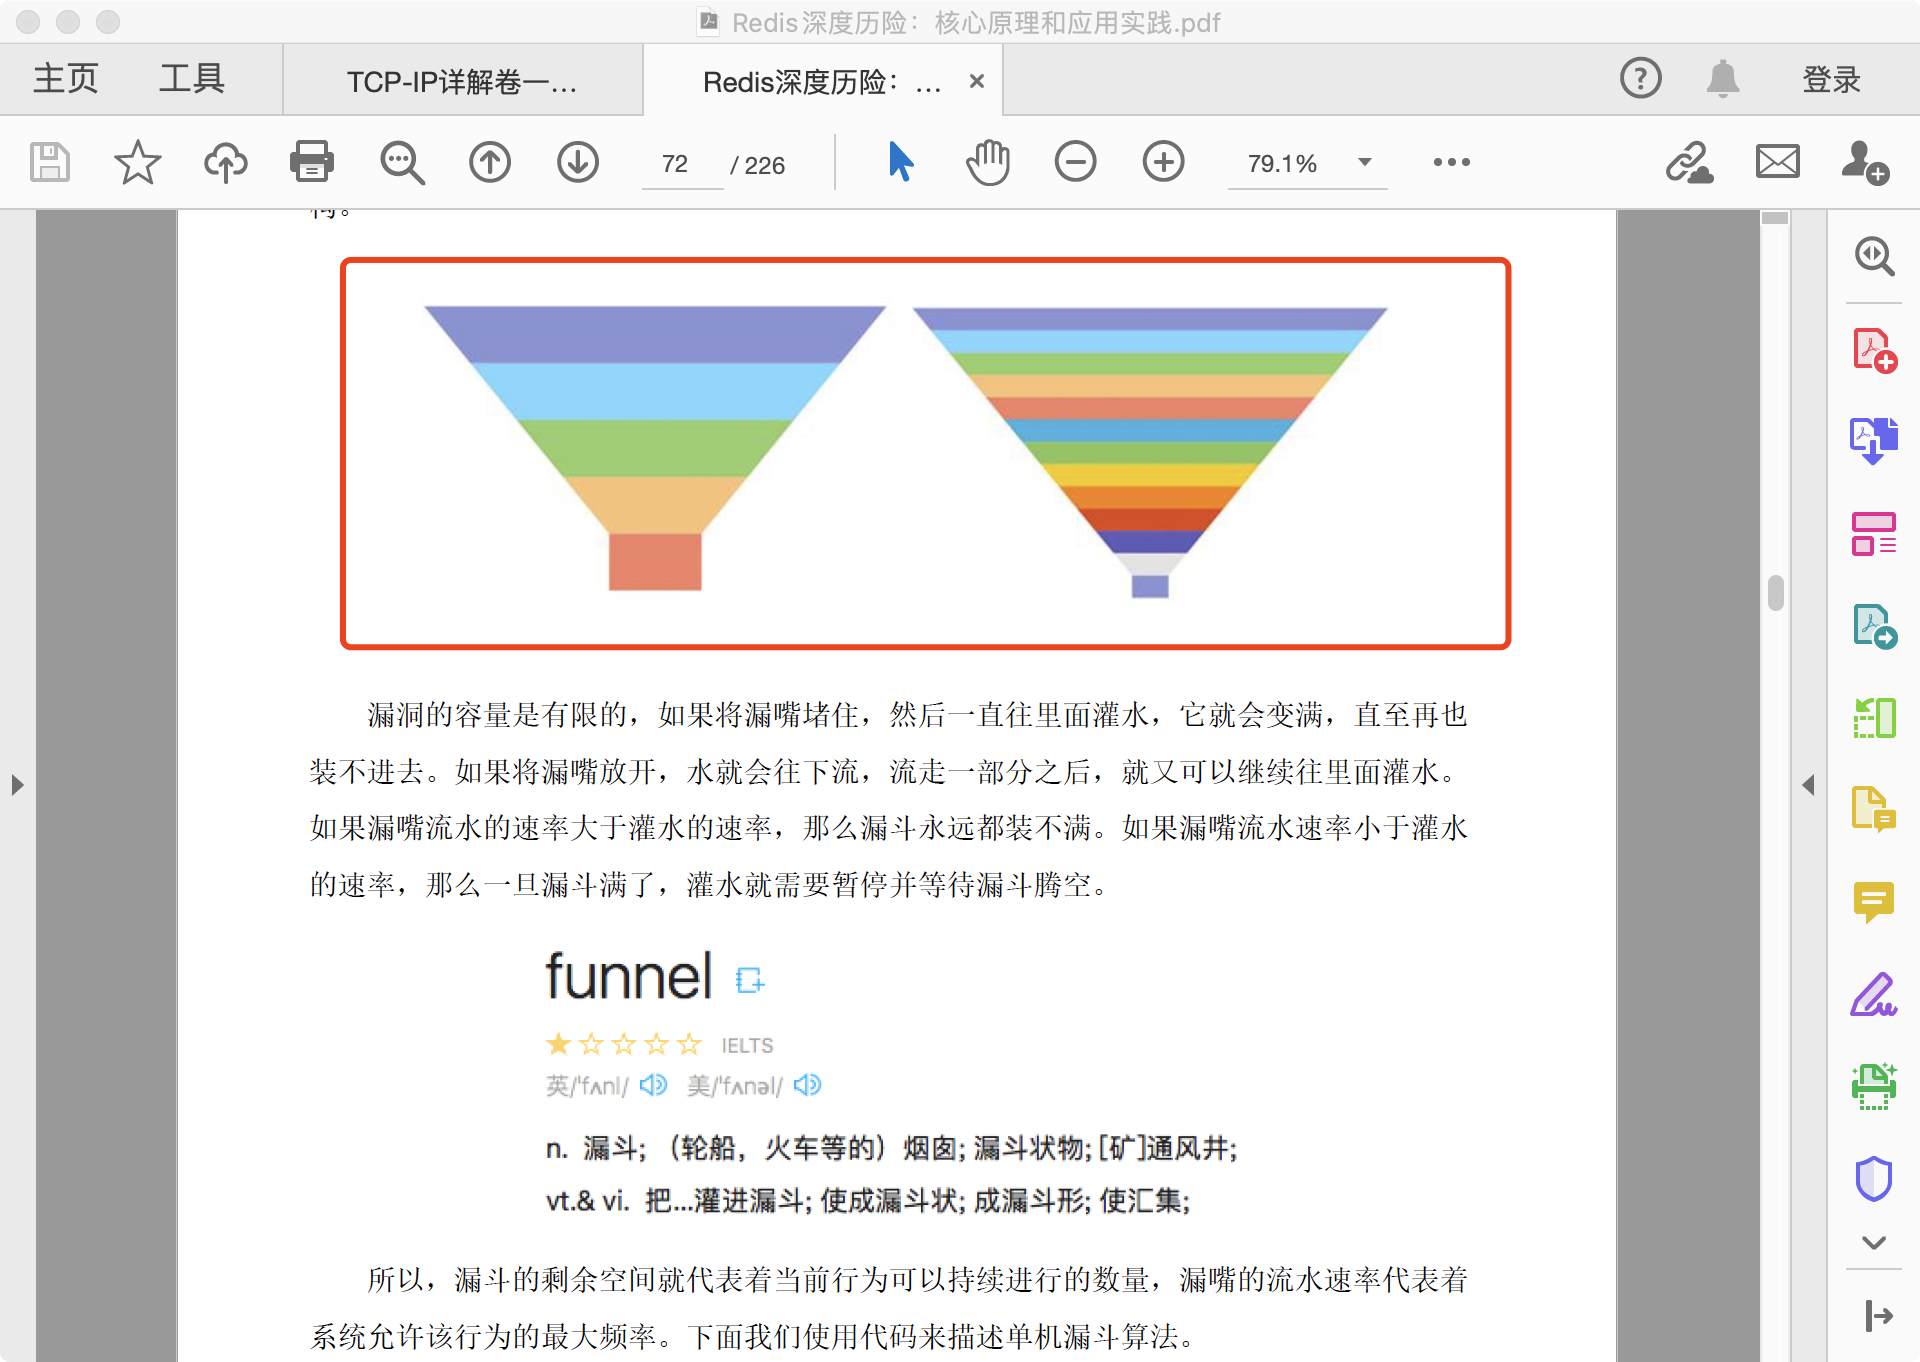 Redis深度历险：核心原理和应用实践.pdf
主页 工具 TCP-IP详解卷一... Redis深度历险： ... × 登录
72 / 226 79.1%
构。
漏洞的容量是有限的，如果将漏嘴堵住，然后一直往里面灌水，它就会变满，直至再也
装不进去。如果将漏嘴放开，水就会往下流，流走一部分之后，就又可以继续往里面灌水。
如果漏嘴流水的速率大于灌水的速率，那么漏斗永远都装不满。如果漏嘴流水速率小于灌水
的速率，那么一旦漏斗满了，灌水就需要暂停并等待漏斗腾空。
funnel
IELTS
英/'fʌnl/ 美/'fʌnəl/
n. 漏斗; （轮船，火车等的）烟囱; 漏斗状物; [矿]通风井;
vt.& vi. 把...灌进漏斗; 使成漏斗状; 成漏斗形; 使汇集;
所以，漏斗的剩余空间就代表着当前行为可以持续进行的数量，漏嘴的流水速率代表着
系统允许该行为的最大频率。下面我们使用代码来描述单机漏斗算法。